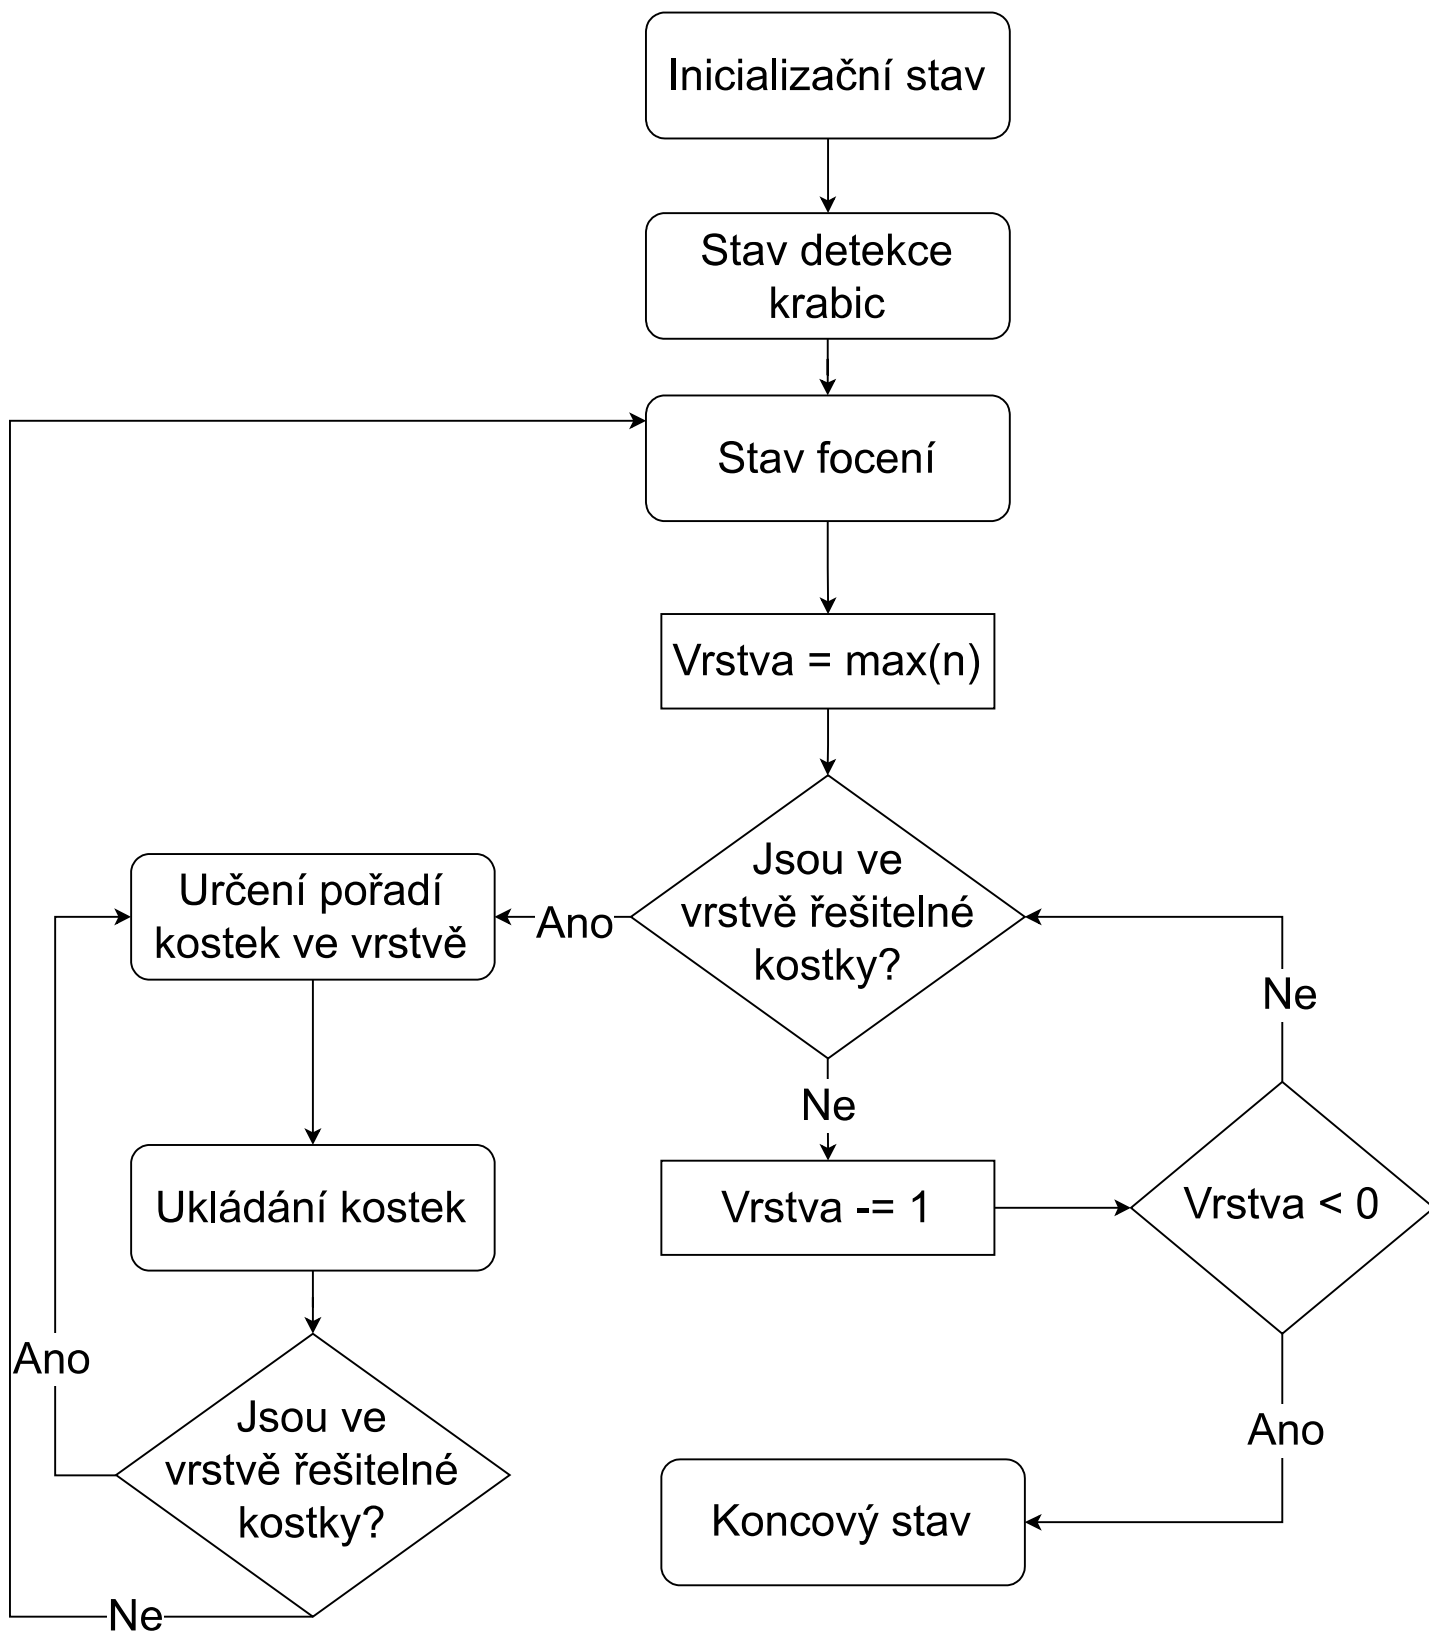 Inicializační stav
Stav detekce
krabic
Stav focení
Vrstva = max(n)
Jsou ve
vrstvě řešitelné
kostky?
Ano
Určení pořadí
kostek ve vrstvě
Ne
Ne
Ukládání kostek
Vrstva -= 1
Vrstva < 0
Ano
Jsou ve
vrstvě řešitelné
kostky?
Ano
Koncový stav
Ne